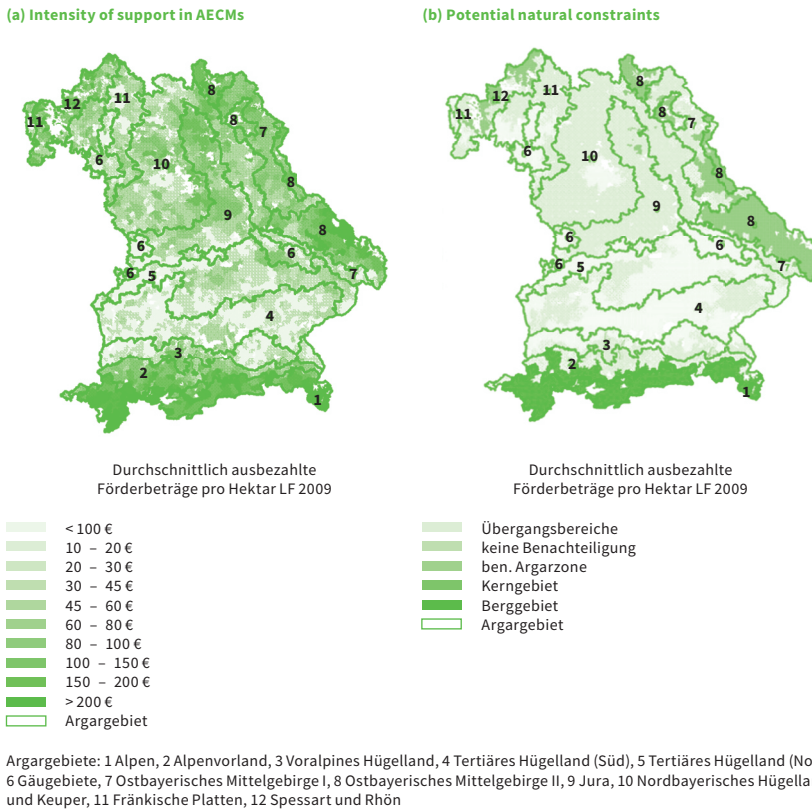 (a) Intensity of support in AECMs
11
12
11
8
8
7
6
10
8
9
8
6
6
6
5
7
4
3
2
1
Durchschnittlich ausbezahlte
Förderbeträge pro Hektar LF 2009
< 100 €
10 – 20 €
20 – 30 €
30 – 45 €
45 – 60 €
60 – 80 €
80 – 100 €
100 – 150 €
150 – 200 €
> 200 €
Argargebiet
(b) Potential natural constraints
8
11
12
11
8
7
6
10
8
9
8
6
6
6
5
7
4
3
2
1
Durchschnittlich ausbezahlte
Förderbeträge pro Hektar LF 2009
Übergangsbereiche
keine Benachteiligung
ben. Argarzone
Kerngebiet
Berggebiet
Argargebiet
Argargebiete: 1 Alpen, 2 Alpenvorland, 3 Voralpines Hügelland, 4 Tertiäres Hügelland (Süd), 5 Tertiäres Hügelland (No
6 Gäugebiete, 7 Ostbayerisches Mittelgebirge I, 8 Ostbayerisches Mittelgebirge II, 9 Jura, 10 Nordbayerisches Hügella
und Keuper, 11 Fränkische Platten, 12 Spessart und Rhön